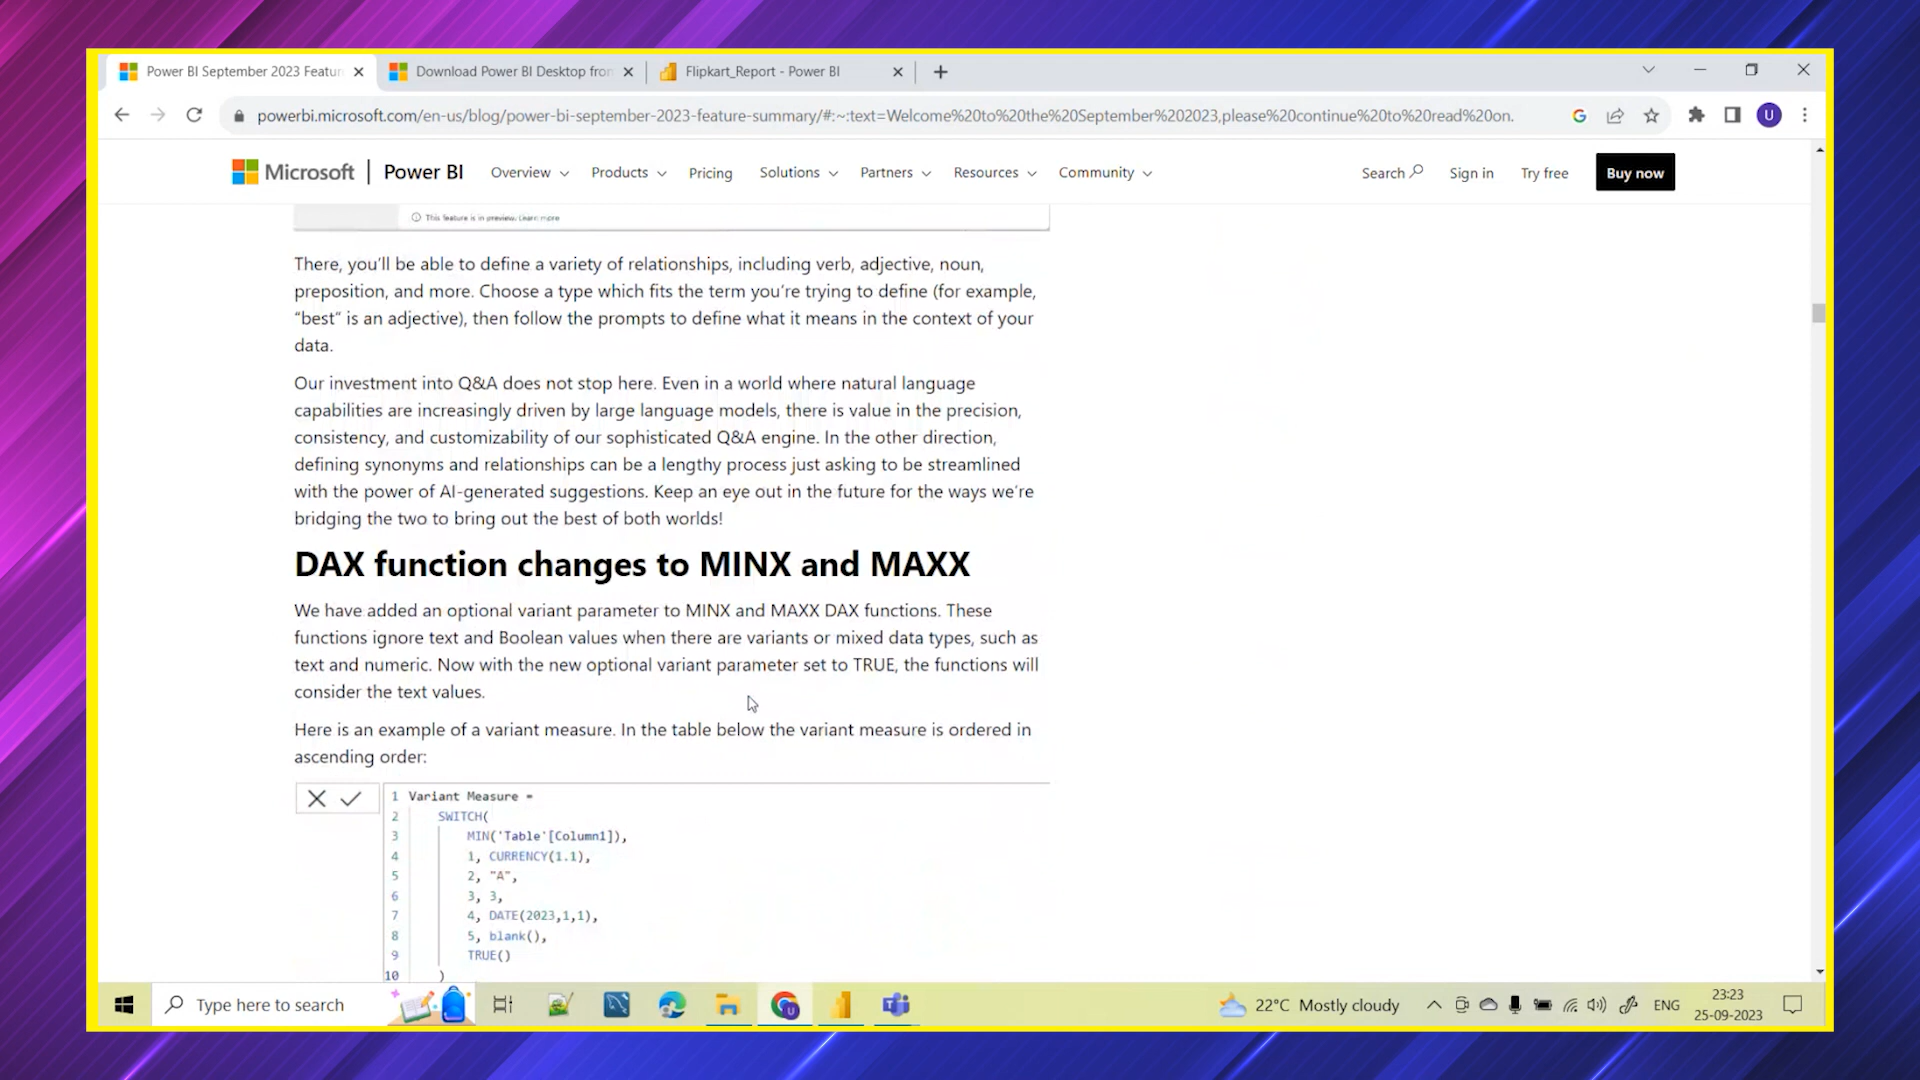 Power BI September 2023 Featur
Download Power BI Desktop fron
Flipkart_Report - Power BI
powerbi.microsoft.com/en-us/blog/power-bi-september-2023-feature-summary/#:~:text=Welcome%20to%20the%20September%202023,please%20continue%20to%20read%20on.
U
Microsoft | Power BI Overview Products Pricing Solutions Partners Resources Community Search Sign in Try free Buy now
This feature is in preview. Learn more
There, you’ll be able to define a variety of relationships, including verb, adjective, noun,
preposition, and more. Choose a type which fits the term you’re trying to define (for example,
“best” is an adjective), then follow the prompts to define what it means in the context of your
data.
Our investment into Q&A does not stop here. Even in a world where natural language
capabilities are increasingly driven by large language models, there is value in the precision,
consistency, and customizability of our sophisticated Q&A engine. In the other direction,
defining synonyms and relationships can be a lengthy process just asking to be streamlined
with the power of AI-generated suggestions. Keep an eye out in the future for the ways we’re
bridging the two to bring out the best of both worlds!
DAX function changes to MINX and MAXX
We have added an optional variant parameter to MINX and MAXX DAX functions. These
functions ignore text and Boolean values when there are variants or mixed data types, such as
text and numeric. Now with the new optional variant parameter set to TRUE, the functions will
consider the text values.
Here is an example of a variant measure. In the table below the variant measure is ordered in
ascending order:
1 Variant Measure =
2 SWITCH(
3 MIN('Table'[Column1]),
4 1, CURRENCY(1.1),
5 2, "A",
6 3, 3,
7 4, DATE(2023,1,1),
8 5, blank(),
9 TRUE()
10 )
Type here to search
22°C Mostly cloudy
ENG
23:23
25-09-2023